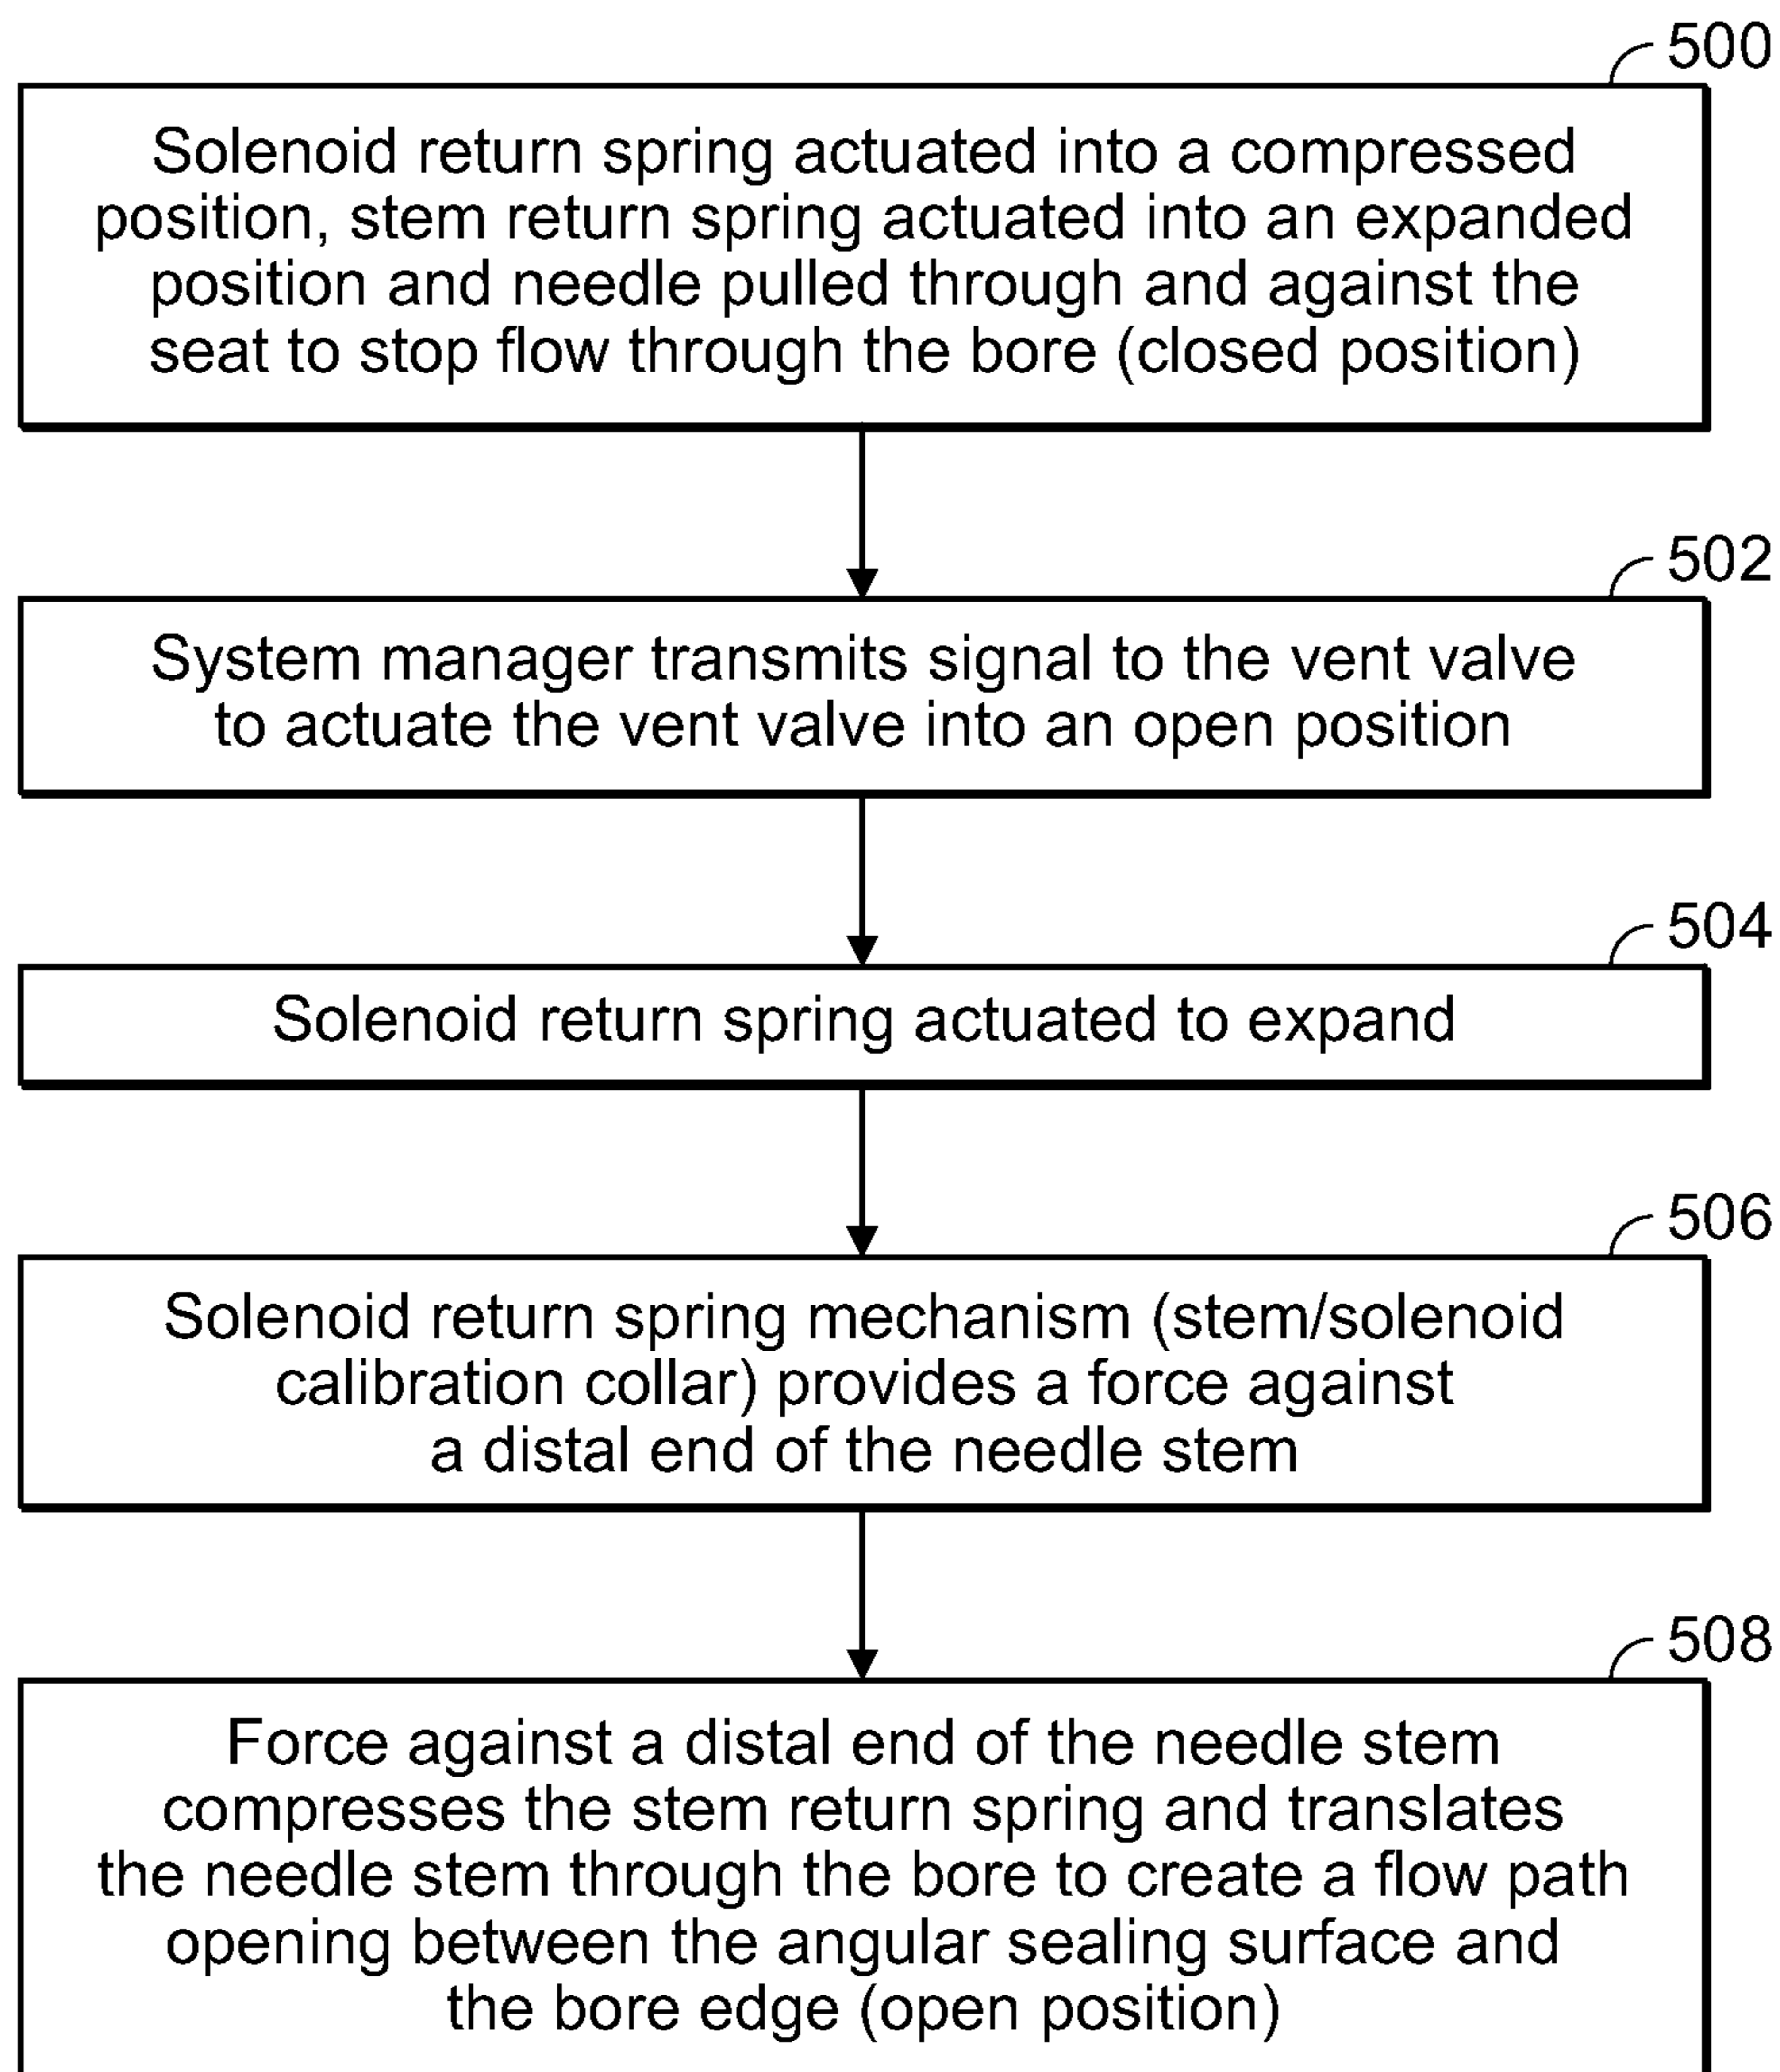 500
Solenoid return spring actuated into a compressed
position, stem return spring actuated into an expanded
position and needle pulled through and against the
seat to stop flow through the bore (closed position)
502
System manager transmits signal to the vent valve
to actuate the vent valve into an open position
504
Solenoid return spring actuated to expand
506
Solenoid return spring mechanism (stem/solenoid
calibration collar) provides a force against
a distal end of the needle stem
508
Force against a distal end of the needle stem
compresses the stem return spring and translates
the needle stem through the bore to create a flow path
opening between the angular sealing surface and
the bore edge (open position)